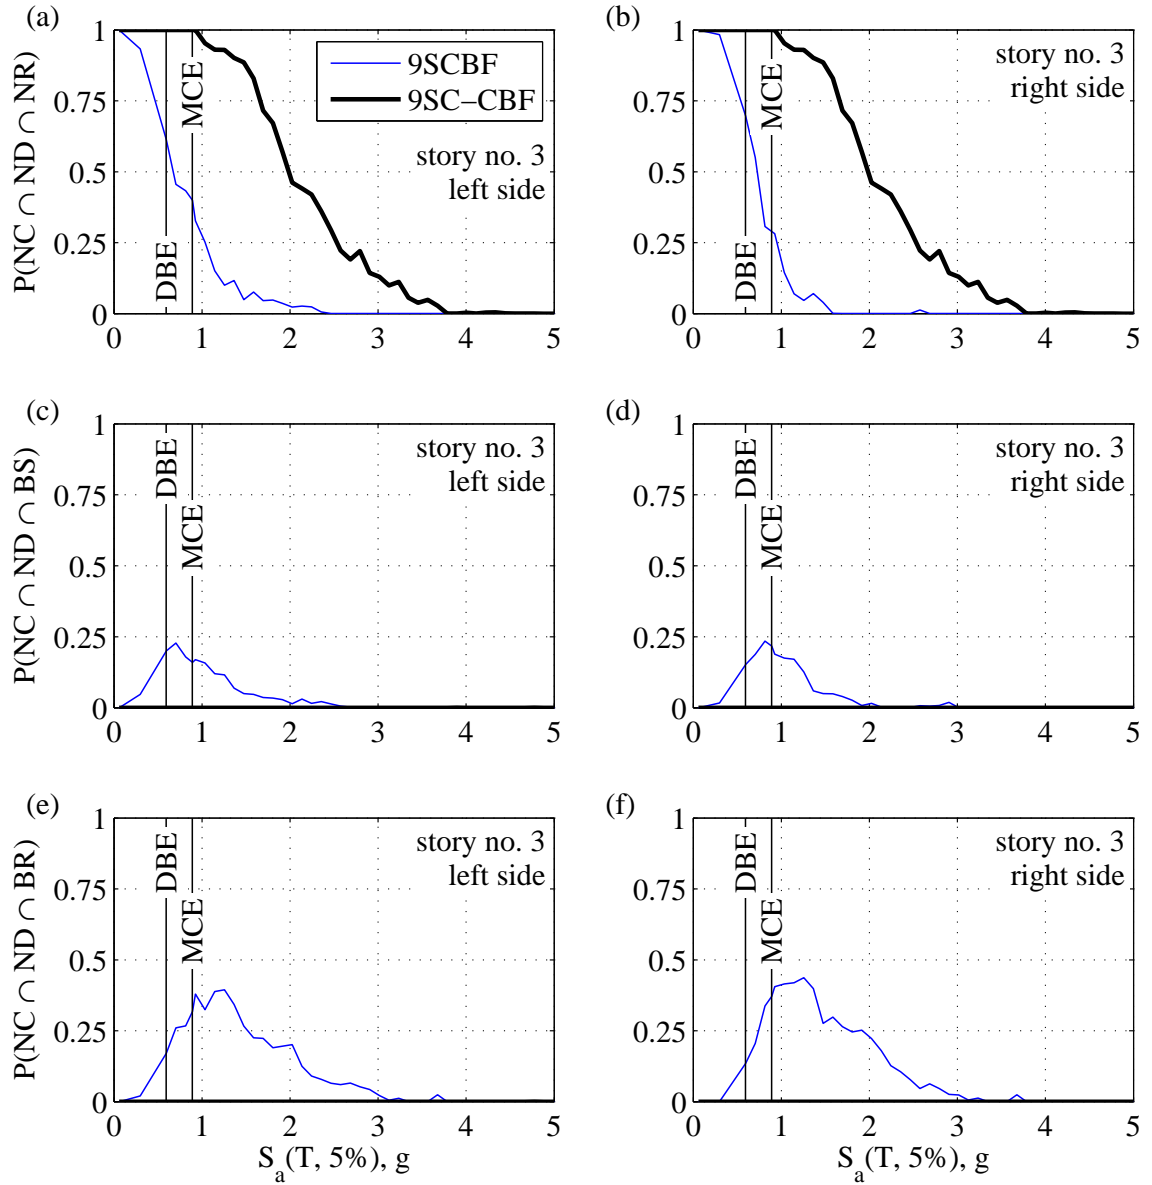 (a)
P(NC ∩ ND ∩ NR)
1
0.75
0.5
0.25
0
DBE
MCE
9SCBF
9SC−CBF
story no. 3
left side
0 1 2 3 4 5
(b)
1
0.75
0.5
0.25
0
DBE
MCE
story no. 3
right side
0 1 2 3 4 5
(c)
P(NC ∩ ND ∩ BS)
1
0.75
0.5
0.25
0
DBE
MCE
story no. 3
left side
0 1 2 3 4 5
(d)
1
0.75
0.5
0.25
0
DBE
MCE
story no. 3
right side
0 1 2 3 4 5
(e)
P(NC ∩ ND ∩ BR)
1
0.75
0.5
0.25
0
DBE
MCE
story no. 3
left side
0 1 2 3 4 5
S_a(T, 5%), g
(f)
1
0.75
0.5
0.25
0
DBE
MCE
story no. 3
right side
0 1 2 3 4 5
S_a(T, 5%), g